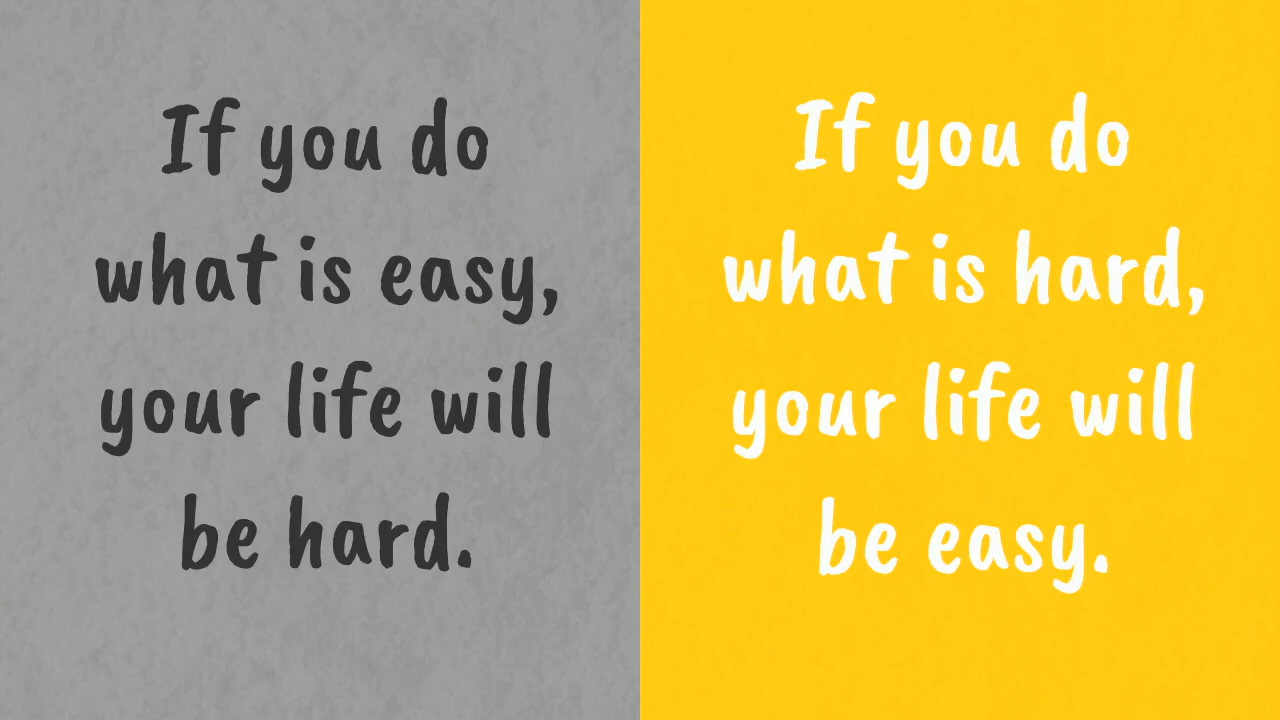 If you do
what is easy,
your life will
be hard.
If you do
what is hard,
your life will
be easy.